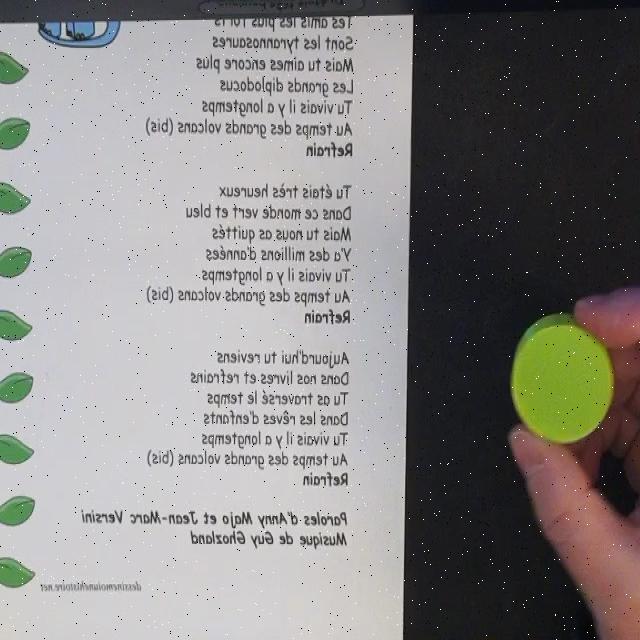 Tes amis les plus forts
Sont les tyrannosaures
Mais tu aimes encore plus
Les grands diplodocus
Tu vivais il y a longtemps
Au temps des grands volcans (bis)
Refrain
Tu étais très heureux
Dans ce monde vert et bleu
Mais tu nous as quittés
Y'a des millions d'années
Tu vivais il y a longtemps
Au temps des grands volcans (bis)
Refrain
Aujourd'hui tu reviens
Dans nos livres et refrains
Tu as traversé le temps
Dans les rêves d'enfants
Tu vivais il y a longtemps
Au temps des grands volcans (bis)
Refrain
Paroles d'Anny Majo et Jean-Marc Versini
Musique de Guy Ghozland
dessinemoiunehistoire.net